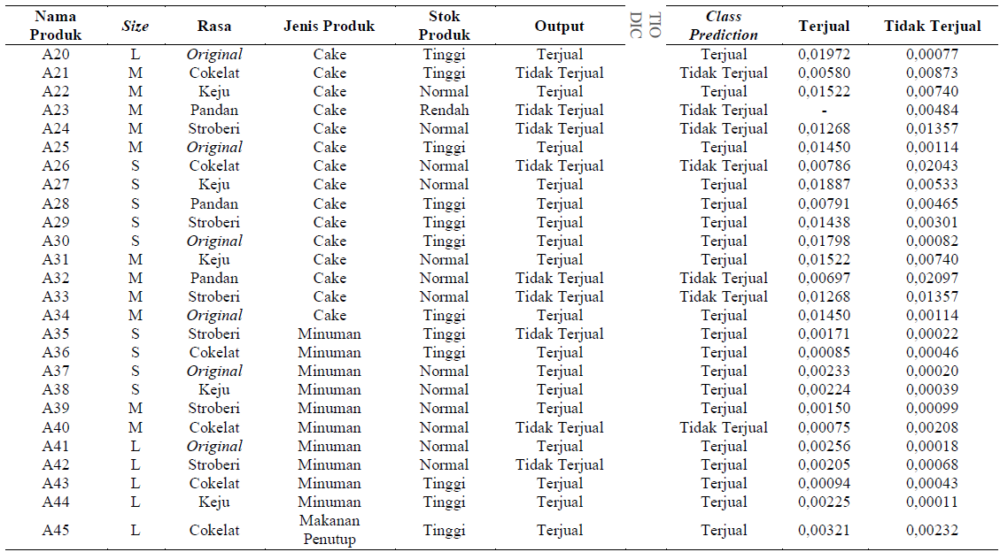 Nama Produk Size Rasa Jenis Produk Stok Produk Output TIO DIC Class Prediction Terjual Tidak Terjual
A20 L Original Cake Tinggi Terjual Terjual 0,01972 0,00077
A21 M Cokelat Cake Tinggi Tidak Terjual Tidak Terjual 0,00580 0,00873
A22 M Keju Cake Normal Terjual Terjual 0,01522 0,00740
A23 M Pandan Cake Rendah Tidak Terjual Tidak Terjual - 0,00484
A24 M Stroberi Cake Normal Tidak Terjual Tidak Terjual 0,01268 0,01357
A25 M Original Cake Tinggi Terjual Terjual 0,01450 0,00114
A26 S Cokelat Cake Normal Tidak Terjual Tidak Terjual 0,00786 0,02043
A27 S Keju Cake Normal Terjual Terjual 0,01887 0,00533
A28 S Pandan Cake Tinggi Terjual Terjual 0,00791 0,00465
A29 S Stroberi Cake Tinggi Terjual Terjual 0,01438 0,00301
A30 S Original Cake Tinggi Terjual Terjual 0,01798 0,00082
A31 M Keju Cake Normal Terjual Terjual 0,01522 0,00740
A32 M Pandan Cake Normal Tidak Terjual Tidak Terjual 0,00697 0,02097
A33 M Stroberi Cake Normal Tidak Terjual Tidak Terjual 0,01268 0,01357
A34 M Original Cake Tinggi Terjual Terjual 0,01450 0,00114
A35 S Stroberi Minuman Tinggi Tidak Terjual Terjual 0,00171 0,00022
A36 S Cokelat Minuman Tinggi Terjual Terjual 0,00085 0,00046
A37 S Original Minuman Normal Terjual Terjual 0,00233 0,00020
A38 S Keju Minuman Normal Terjual Terjual 0,00224 0,00039
A39 M Stroberi Minuman Normal Terjual Terjual 0,00150 0,00099
A40 M Cokelat Minuman Normal Tidak Terjual Tidak Terjual 0,00075 0,00208
A41 L Original Minuman Normal Terjual Terjual 0,00256 0,00018
A42 L Stroberi Minuman Normal Tidak Terjual Terjual 0,00205 0,00068
A43 L Cokelat Minuman Tinggi Terjual Terjual 0,00094 0,00043
A44 L Keju Minuman Tinggi Terjual Terjual 0,00225 0,00011
A45 L Cokelat Makanan Penutup Tinggi Terjual Terjual 0,00321 0,00232